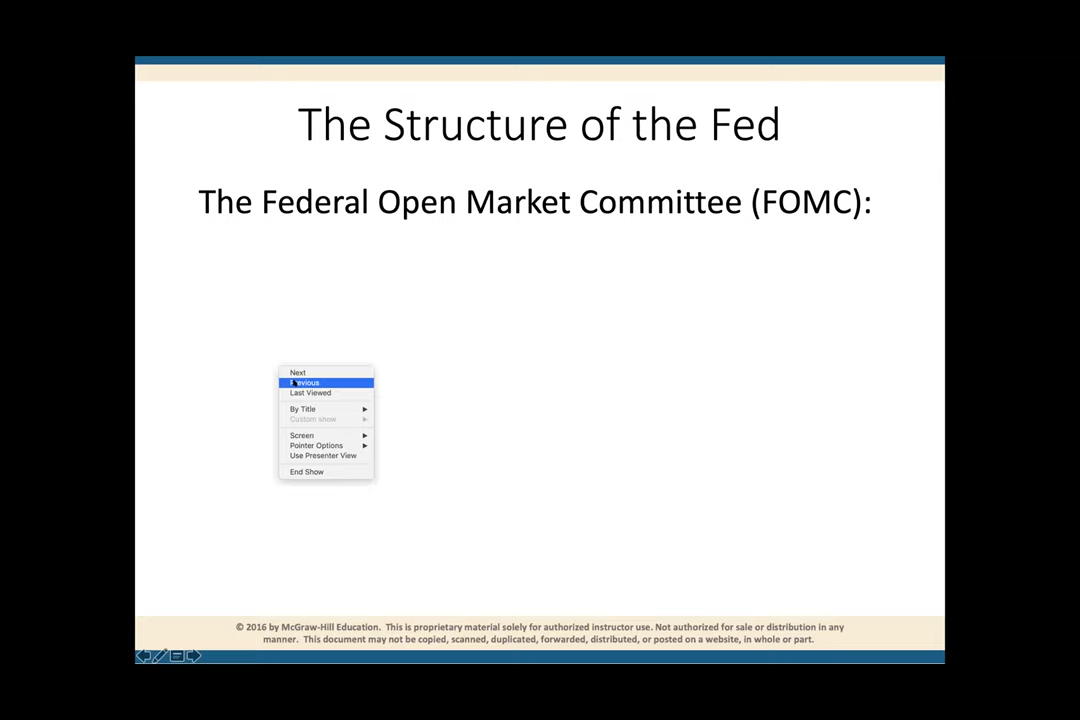 The Structure of the Fed
The Federal Open Market Committee (FOMC):
Next
Previous
Last Viewed
By Title
Custom show
Screen
Pointer Options
Use Presenter View
End Show
© 2016 by McGraw-Hill Education. This is proprietary material solely for authorized instructor use. Not authorized for sale or distribution in any
manner. This document may not be copied, scanned, duplicated, forwarded, distributed, or posted on a website, in whole or part.